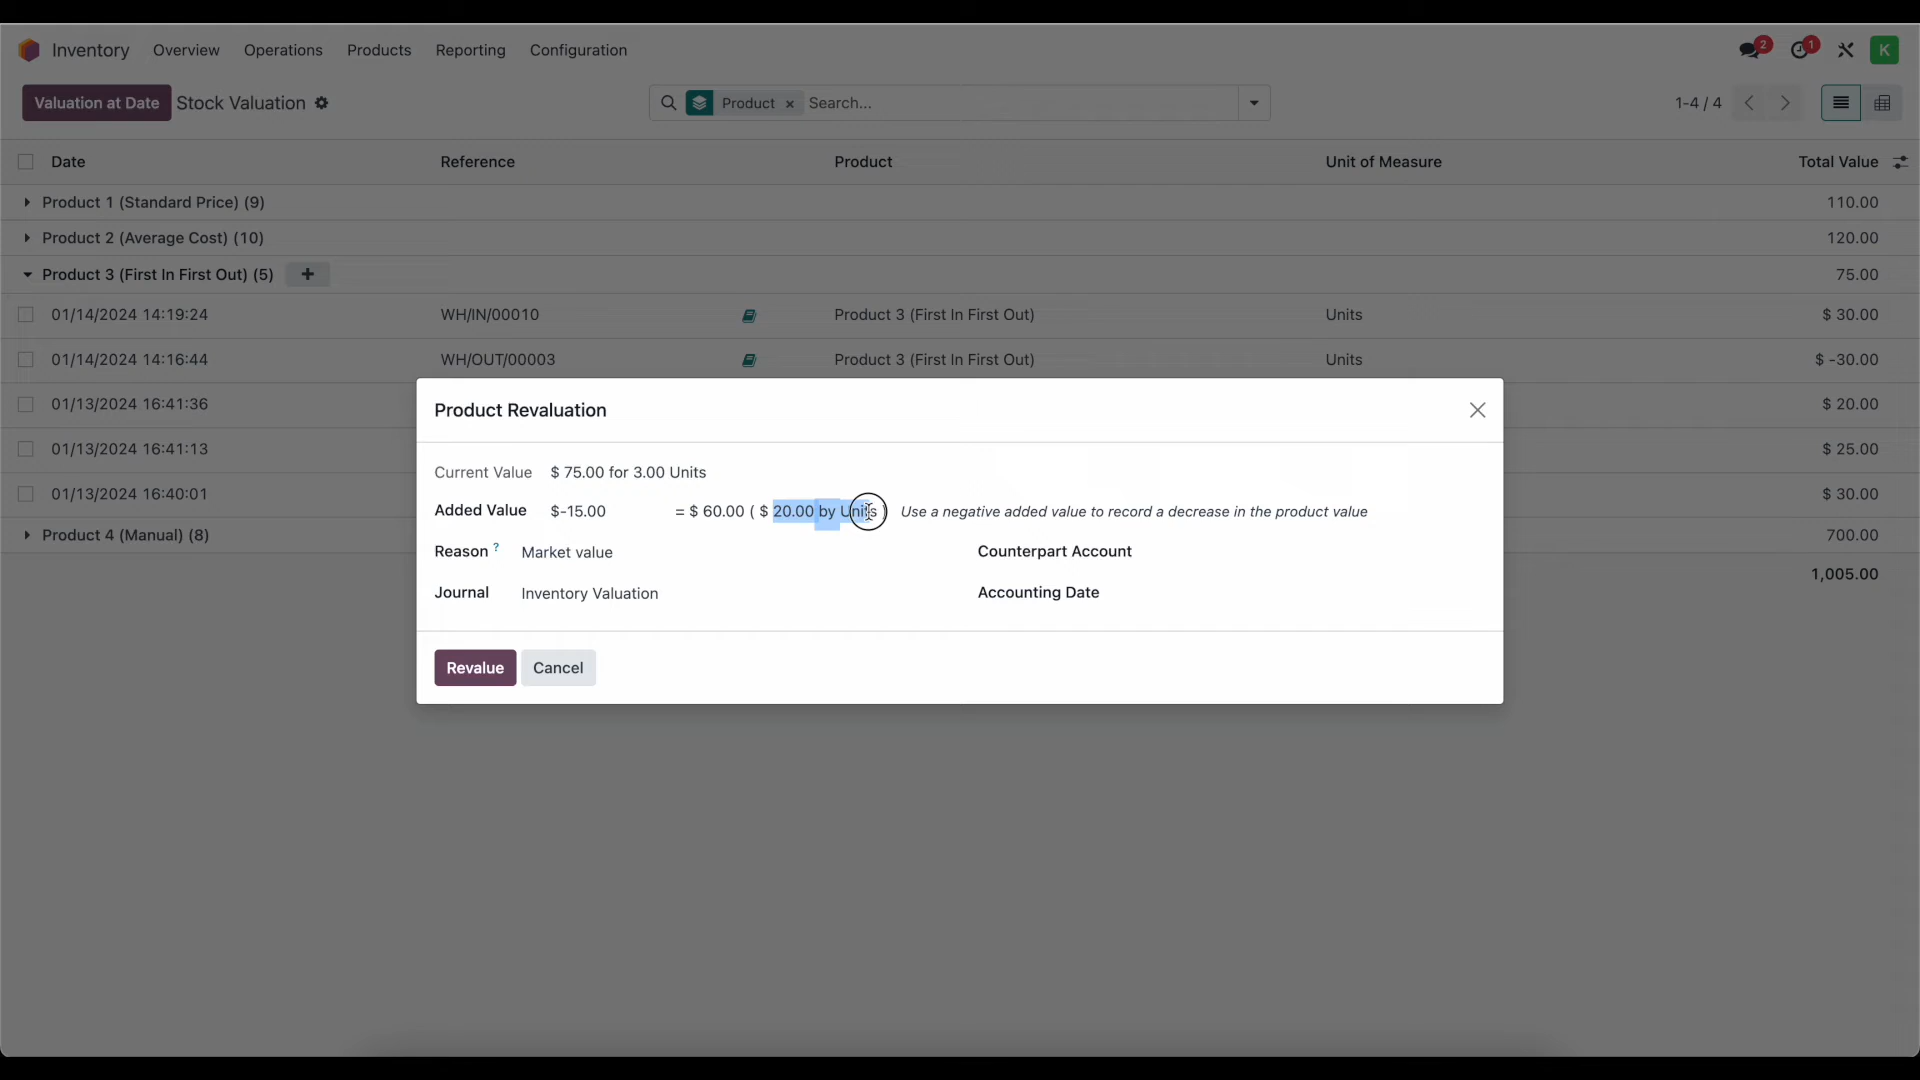 Inventory Overview Operations Products Reporting Configuration 2 1 K
Valuation at Date Stock Valuation Product × Search... 1-4 / 4
Date Reference Product Unit of Measure Total Value
Product 1 (Standard Price) (9) 110.00
Product 2 (Average Cost) (10) 120.00
Product 3 (First In First Out) (5) + 75.00
01/14/2024 14:19:24 WH/IN/00010 Product 3 (First In First Out) Units $ 30.00
01/14/2024 14:16:44 WH/OUT/00003 Product 3 (First In First Out) Units $ -30.00
01/13/2024 16:41:36 $ 20.00
01/13/2024 16:41:13 $ 25.00
01/13/2024 16:40:01 $ 30.00
Product 4 (Manual) (8) 700.00
1,005.00
Product Revaluation
Current Value $ 75.00 for 3.00 Units
Added Value $-15.00 = $ 60.00 ( $ 20.00 by Units ) Use a negative added value to record a decrease in the product value
Reason ? Market value Counterpart Account
Journal Inventory Valuation Accounting Date
Revalue Cancel